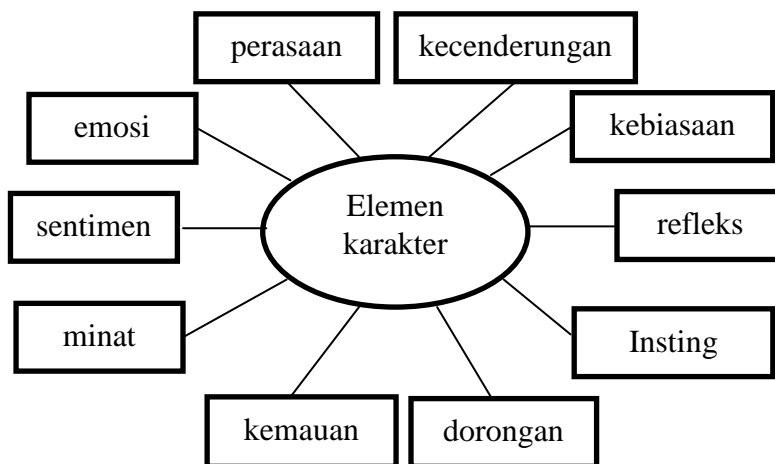 perasaan
kecenderungan
emosi
kebiasaan
Elemen
karakter
sentimen
refleks
minat
Insting
kemauan
dorongan